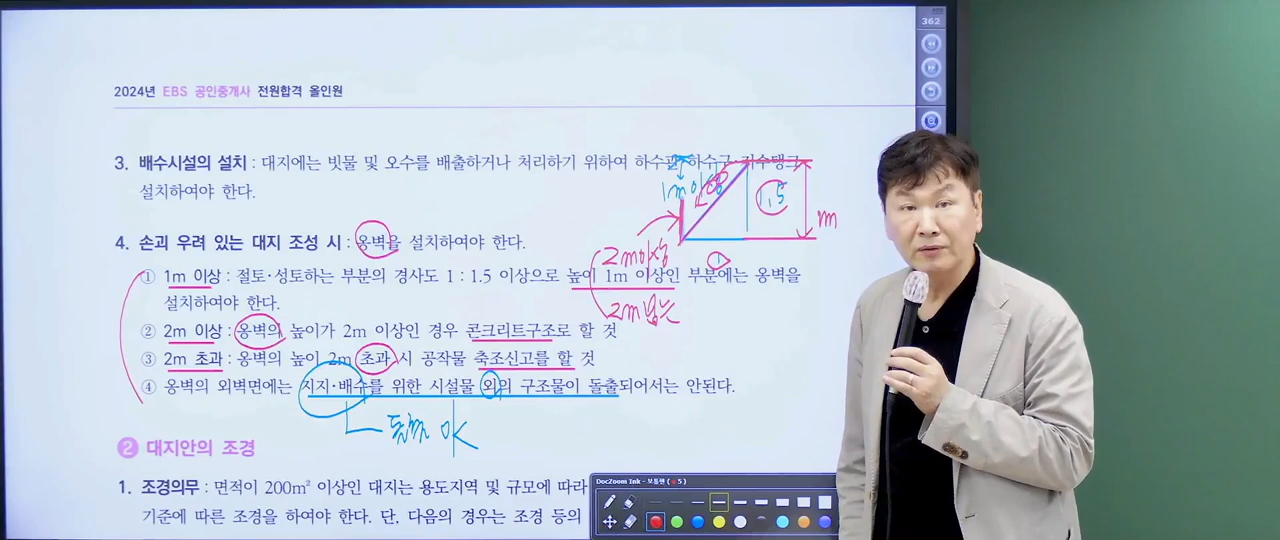 362
2024년 EBS 공인중개사 전원합격 올인원
3. 배수시설의 설치 : 대지에는 빗물 및 오수를 배출하거나 처리하기 위하여 하수관·하수구·저수탱크
설치하여야 한다.
1m 이상
1.5
m
4. 손괴 우려 있는 대지 조성 시 : 옹벽을 설치하여야 한다.
2m이상
1
① 1m 이상 : 절토·성토하는 부분의 경사도 1 : 1.5 이상으로 높이 1m 이상인 부분에는 옹벽을
설치하여야 한다.
2m 넘는
② 2m 이상 : 옹벽의 높이가 2m 이상인 경우 콘크리트구조로 할 것
③ 2m 초과 : 옹벽의 높이 2m 초과 시 공작물 축조신고를 할 것
④ 옹벽의 외벽면에는 지지·배수를 위한 시설물 외의 구조물이 돌출되어서는 안된다.
돌출 OK
2 대지안의 조경
1. 조경의무 : 면적이 200m² 이상인 대지는 용도지역 및 규모에 따라
기준에 따른 조경을 하여야 한다. 단, 다음의 경우는 조경 등의
DocZoom Ink - 보통펜 ( 5 )